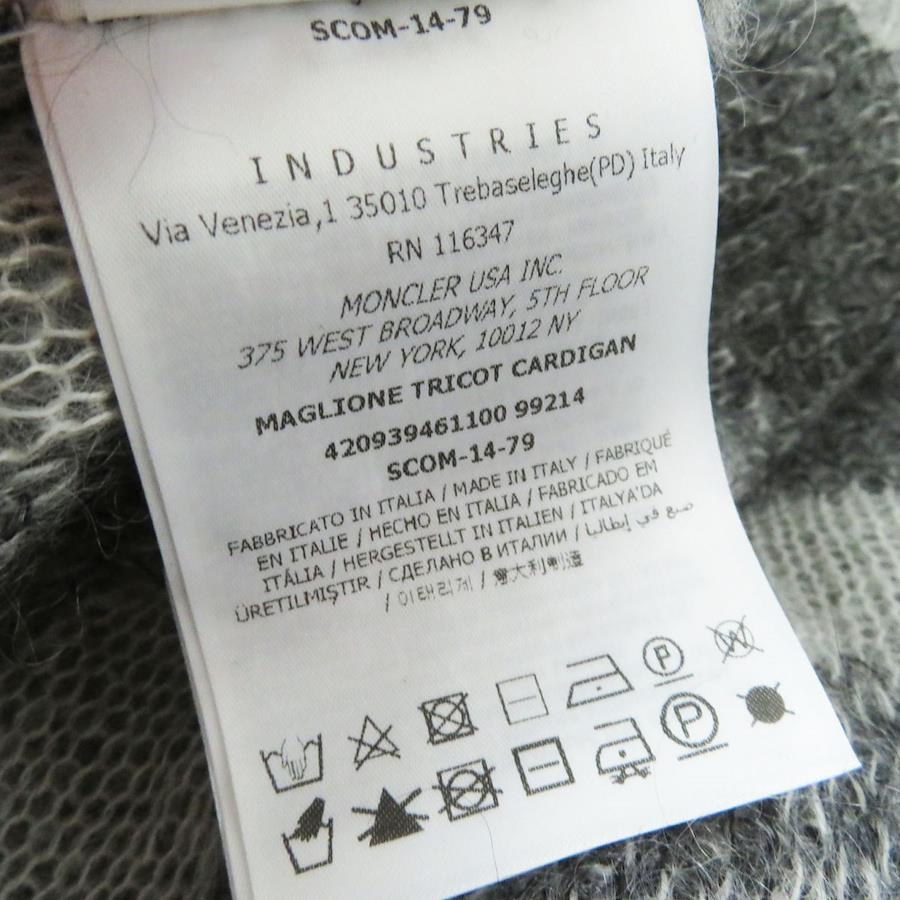 SCOM-14-79
INDUSTRIES
Via Venezia,1 35010 Trebaseleghe(PD) Italy
RN 116347
MONCLER USA INC.
375 WEST BROADWAY, 5TH FLOOR
NEW YORK, 10012 NY
MAGLIONE TRICOT CARDIGAN
420939461100 99214
SCOM-14-79
FABBRICATO IN ITALIA / MADE IN ITALY / FABRIQUÉ
EN ITALIE / HECHO EN ITALIA / FABRICADO EM
ITÁLIA / HERGESTELLT IN ITALIEN / ITALYA'DA
ÜRETILMIŞTIR / СДЕЛАНО В ИТАЛИИ / صنع في إيطاليا
/ 이태리제 / 意大利制造
P
W
P